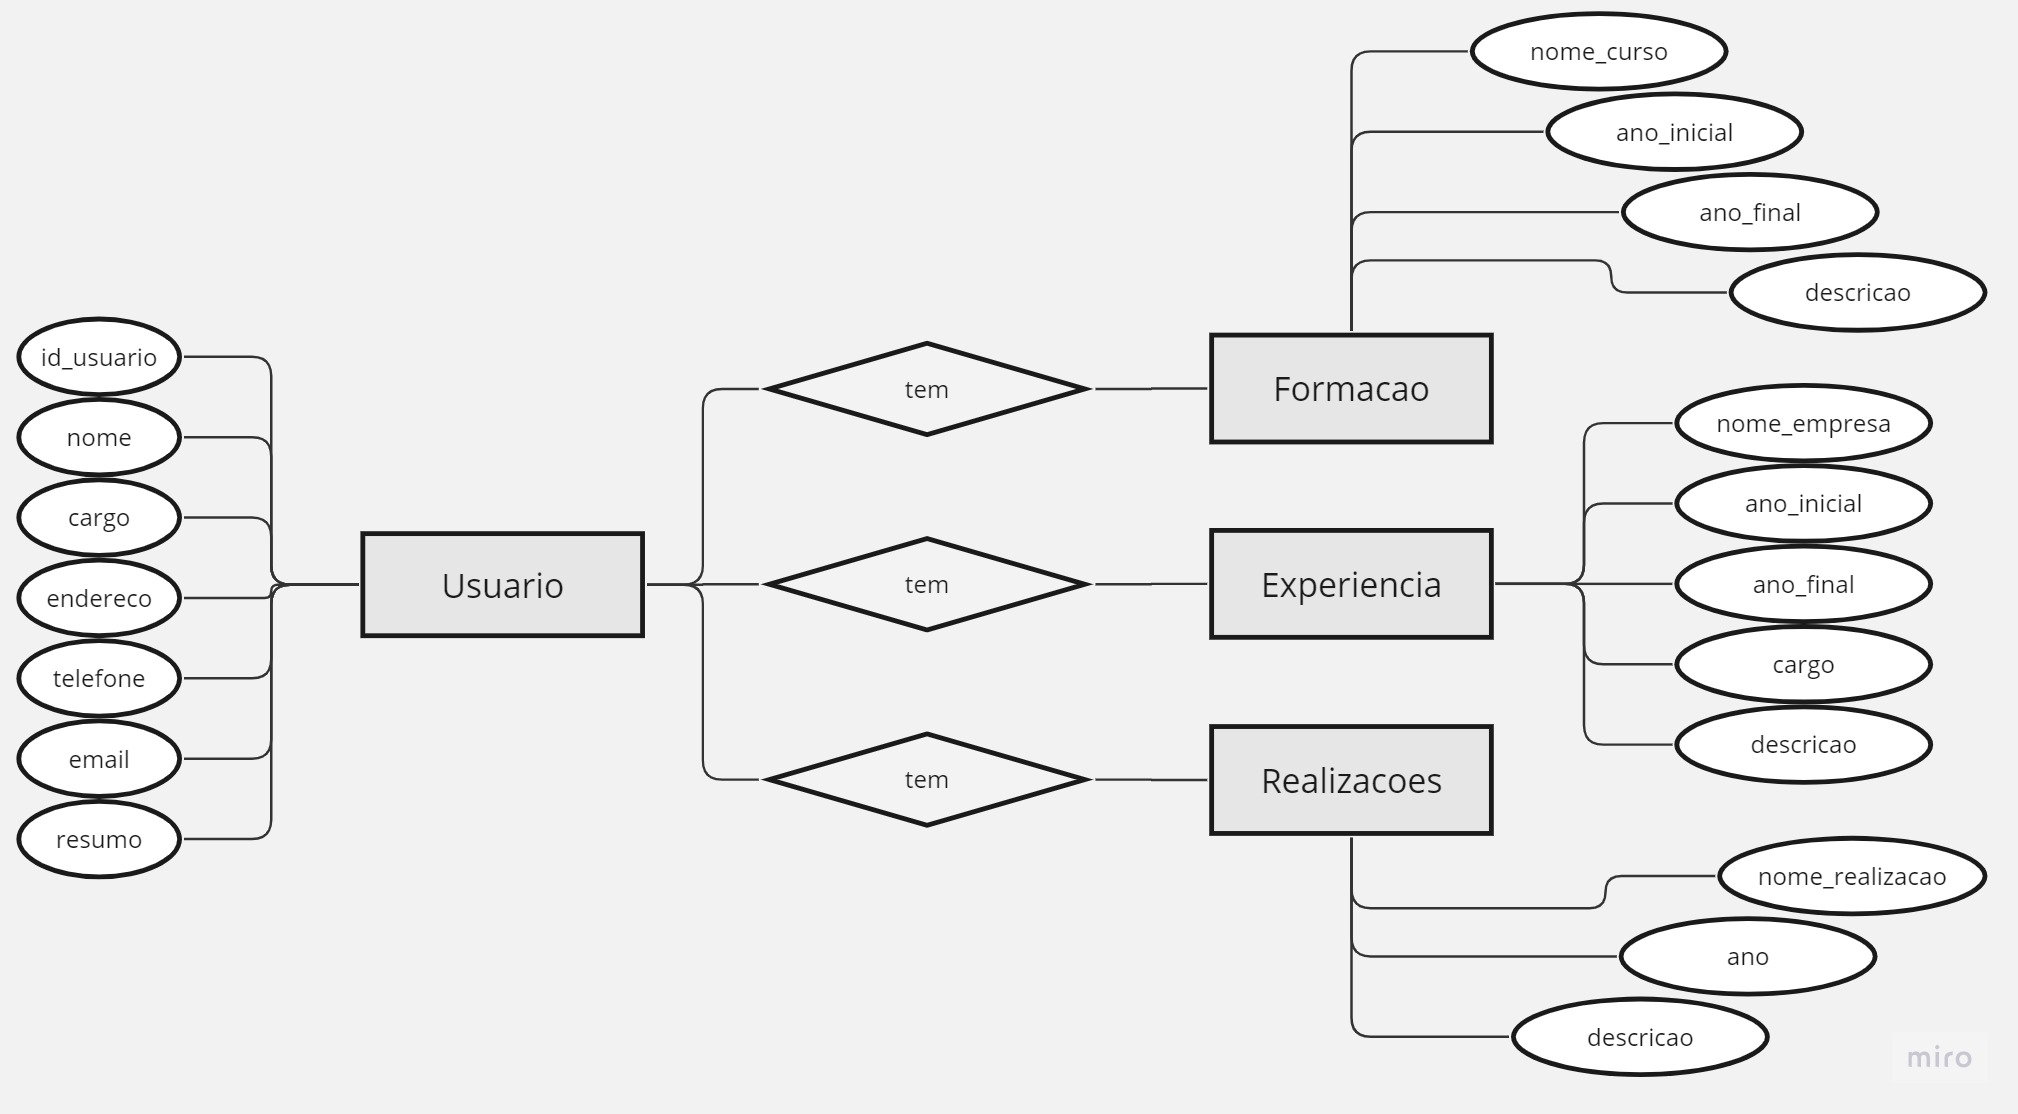 nome_curso
ano_inicial
ano_final
descricao
id_usuario
nome
cargo
endereco
telefone
email
resumo
Usuario
tem
Formacao
tem
Experiencia
tem
Realizacoes
nome_empresa
ano_inicial
ano_final
cargo
descricao
nome_realizacao
ano
descricao
miro